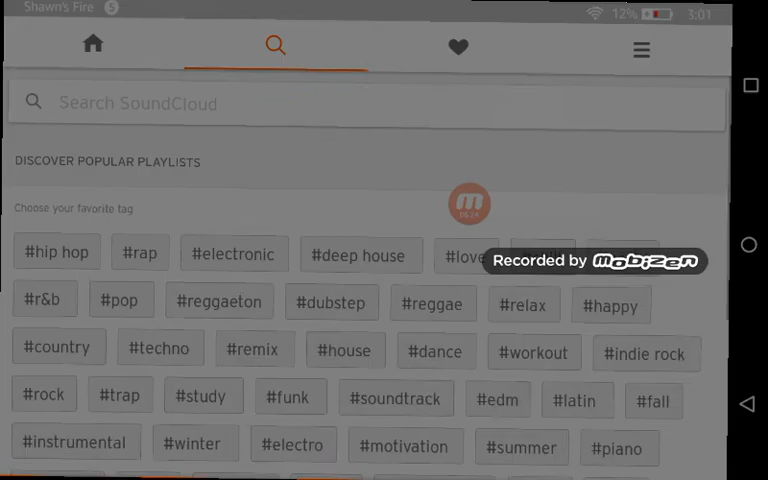 Shawn's Fire 5 12% 3:01
Search SoundCloud
DISCOVER POPULAR PLAYLISTS
Choose your favorite tag
#hip hop #rap #electronic #deep house #love
Recorded by mobizen
#r&b #pop #reggaeton #dubstep #reggae #relax #happy
#country #techno #remix #house #dance #workout #indie rock
#rock #trap #study #funk #soundtrack #edm #latin #fall
#instrumental #winter #electro #motivation #summer #piano